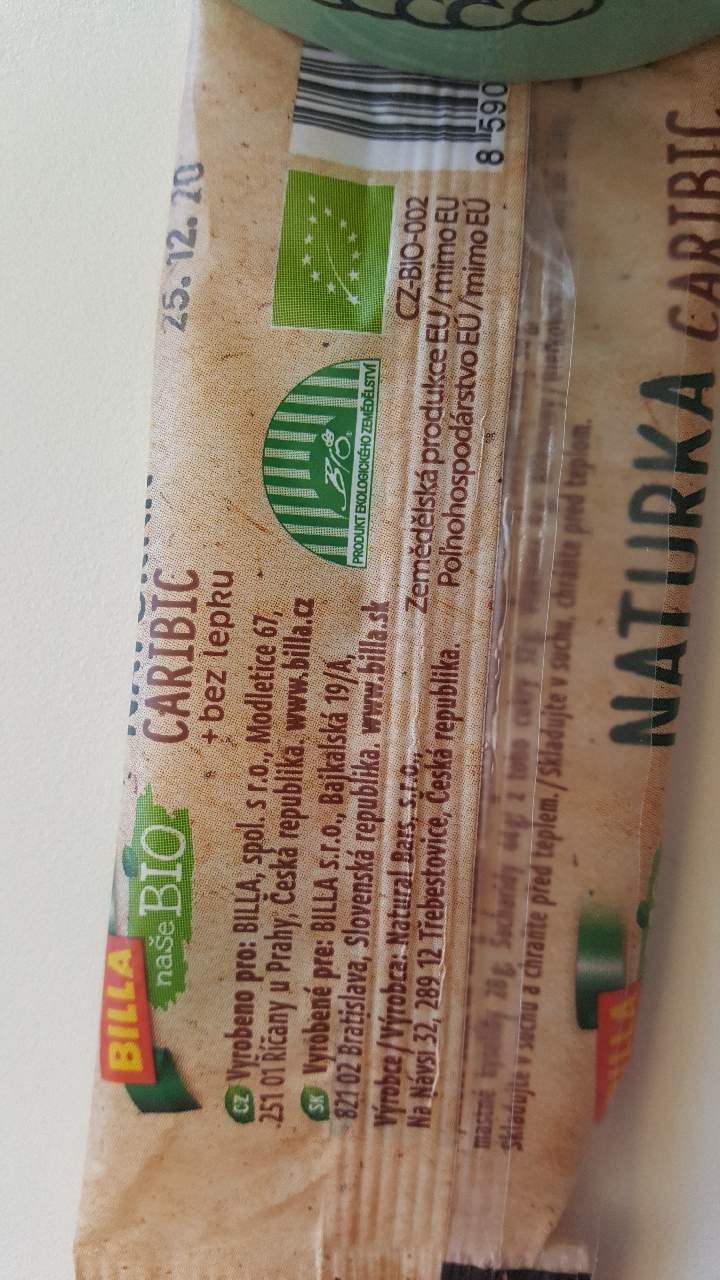 BILLA
naše BIO
CARIBIC
+ bez lepku
25. 12. 20
CZ Vyrobeno pro: BILLA, spol. s r.o., Modletice 67,
251 01 Říčany u Prahy, Česká republika. www.billa.cz
SK Vyrobené pre: BILLA s.r.o., Bajkalská 19/A,
821 02 Bratislava, Slovenská republika. www.billa.sk
Výrobce/Výrobca: Natural Bars, s.r.o.,
Na Návsi 32, 289 12 Třebestovice, Česká republika.
BIO
PRODUKT EKOLOGICKÉHO ZEMĚDĚLSTVÍ
CZ-BIO-002
Zemědělská produkce EU/mimo EU
Poľnohospodárstvo EÚ/mimo EÚ
8 590
Skladujte v suchu a chraňte před teplem./Skladujte v suchu, chráňte pred teplom.
NATURKA CARIBIC